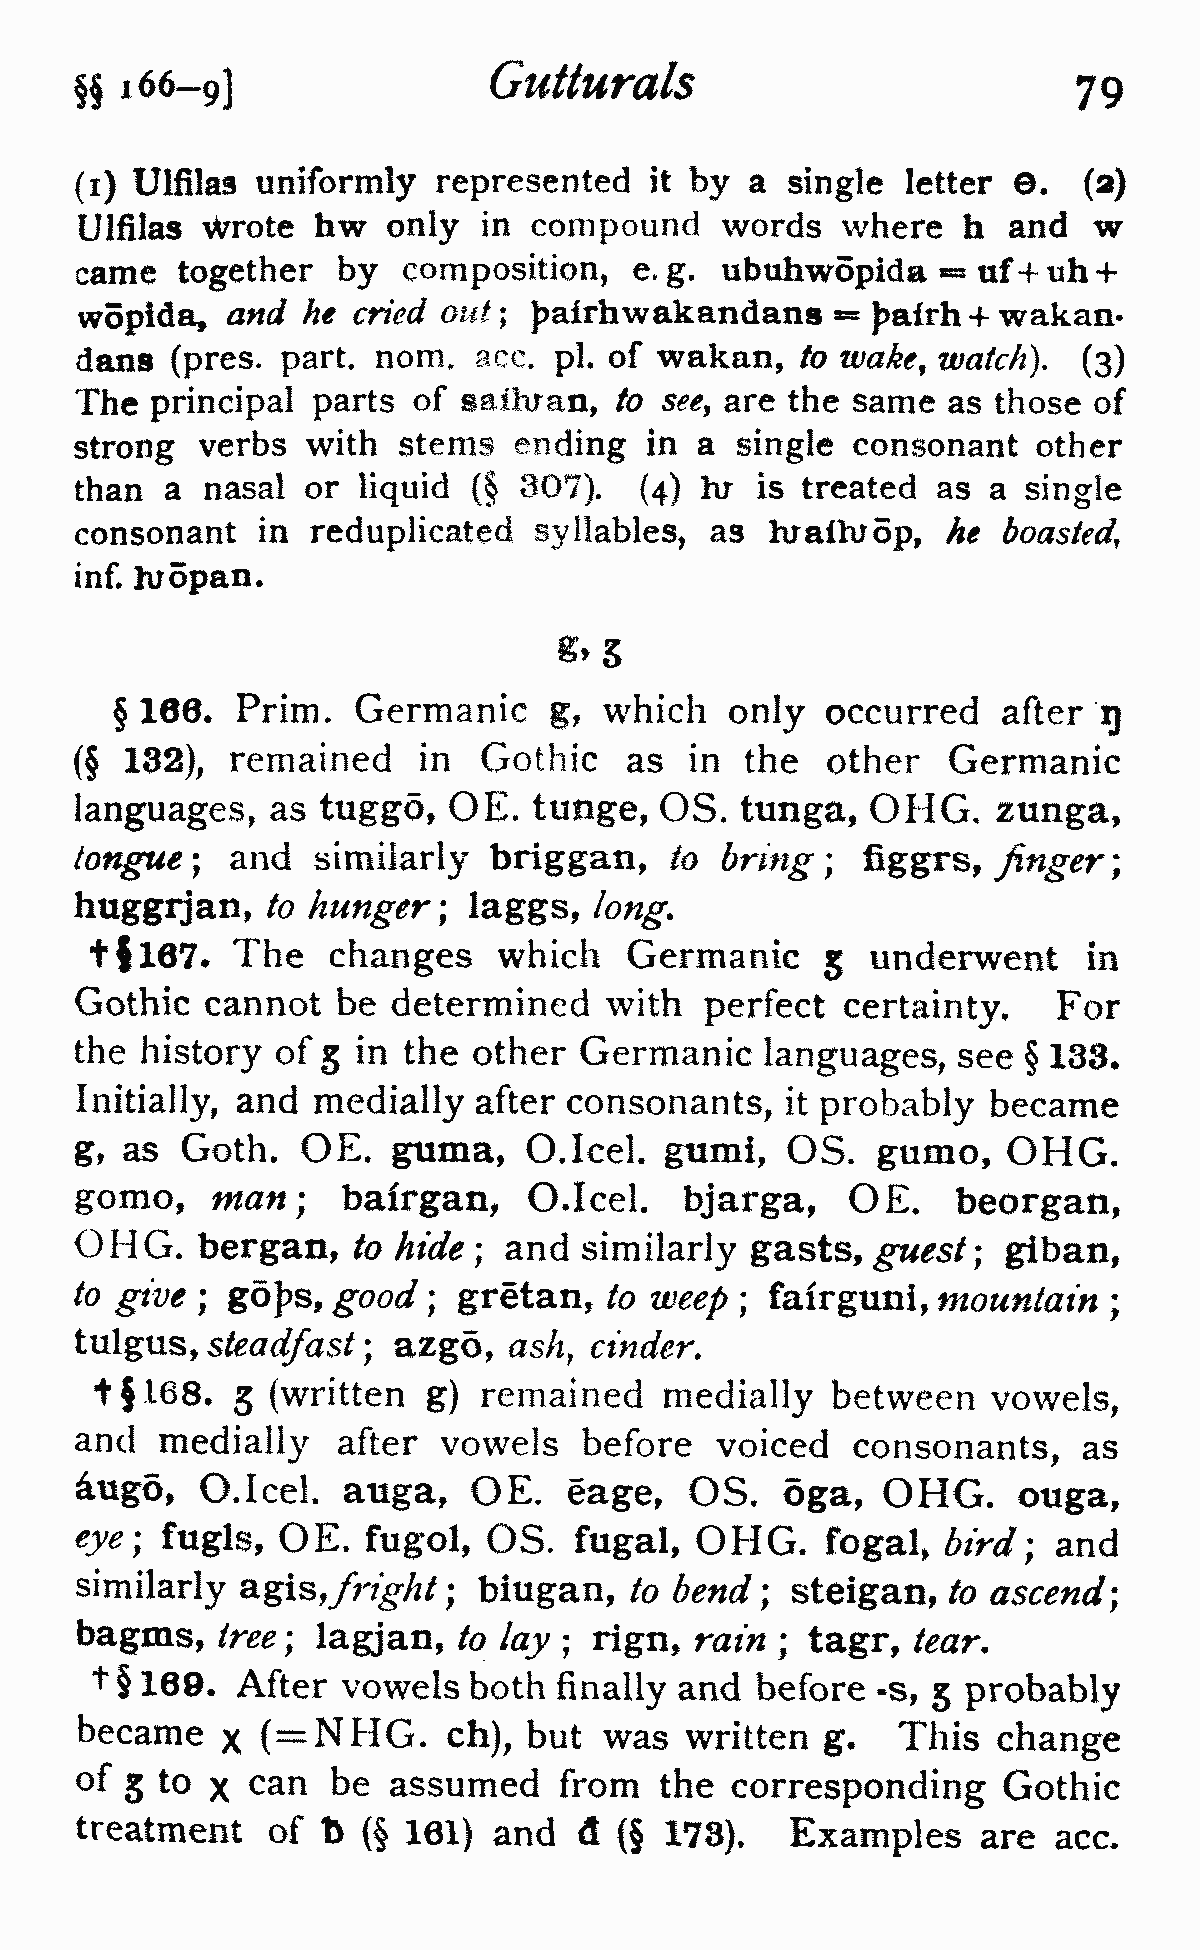 §§ 166–9] Gutturals 79
(1) Ulfilas uniformly represented it by a single letter Θ. (2)
Ulfilas wrote hw only in compound words where h and w
came together by composition, e. g. ubuhwōpida = uf + uh +
wōpida, and he cried out; þaírhwakandans = þaírh + wakan-
dans (pres. part. nom. acc. pl. of wakan, to wake, watch). (3)
The principal parts of saíƕan, to see, are the same as those of
strong verbs with stems ending in a single consonant other
than a nasal or liquid (§ 307). (4) ƕ is treated as a single
consonant in reduplicated syllables, as ƕaíƕōp, he boasted,
inf. ƕōpan.
g, ʒ
§ 166. Prim. Germanic g, which only occurred after ŋ
(§ 132), remained in Gothic as in the other Germanic
languages, as tuggō, OE. tunge, OS. tunga, OHG. zunga,
tongue; and similarly briggan, to bring; figgrs, finger;
huggrjan, to hunger; laggs, long.
† § 167. The changes which Germanic ʒ underwent in
Gothic cannot be determined with perfect certainty. For
the history of ʒ in the other Germanic languages, see § 133.
Initially, and medially after consonants, it probably became
g, as Goth. OE. guma, O.Icel. gumi, OS. gumo, OHG.
gomo, man; baírgan, O.Icel. bjarga, OE. beorgan,
OHG. bergan, to hide; and similarly gasts, guest; giban,
to give; gōþs, good; grētan, to weep; faírguni, mountain;
tulgus, steadfast; azgō, ash, cinder.
† § 168. ʒ (written g) remained medially between vowels,
and medially after vowels before voiced consonants, as
áugō, O.Icel. auga, OE. ēage, OS. ōga, OHG. ouga,
eye; fugls, OE. fugol, OS. fugal, OHG. fogal, bird; and
similarly agis, fright; biugan, to bend; steigan, to ascend;
bagms, tree; lagjan, to lay; rign, rain; tagr, tear.
† § 169. After vowels both finally and before -s, ʒ probably
became χ (= NHG. ch), but was written g. This change
of ʒ to χ can be assumed from the corresponding Gothic
treatment of ƀ (§ 161) and đ (§ 173). Examples are acc.